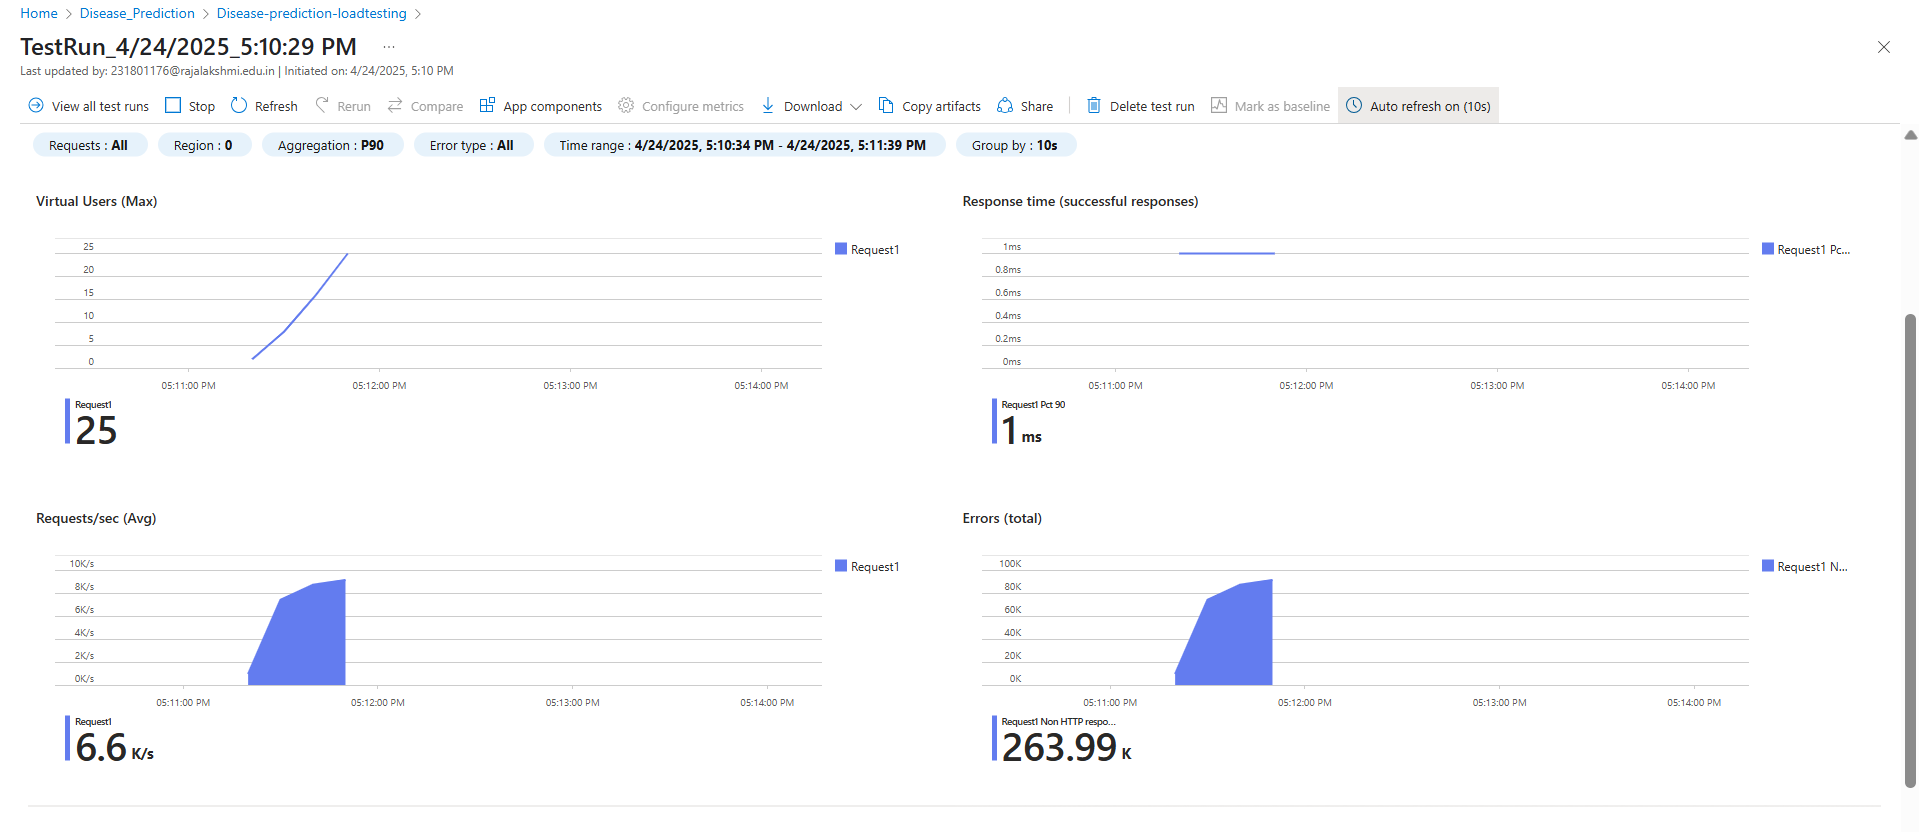 Home > Disease_Prediction > Disease-prediction-loadtesting >
TestRun_4/24/2025_5:10:29 PM ...
Last updated by: 231801176@rajalakshmi.edu.in | Initiated on: 4/24/2025, 5:10 PM
View all test runs Stop Refresh Rerun Compare App components Configure metrics Download Copy artifacts Share Delete test run Mark as baseline Auto refresh on (10s)
Requests : All Region : 0 Aggregation : P90 Error type : All Time range : 4/24/2025, 5:10:34 PM - 4/24/2025, 5:11:39 PM Group by : 10s
Virtual Users (Max)
25
20
15
10
5
0
05:11:00 PM 05:12:00 PM 05:13:00 PM 05:14:00 PM
Request1
Request1
25
Response time (successful responses)
1ms
0.8ms
0.6ms
0.4ms
0.2ms
0ms
05:11:00 PM 05:12:00 PM 05:13:00 PM 05:14:00 PM
Request1 Pc...
Request1 Pct 90
1 ms
Requests/sec (Avg)
10K/s
8K/s
6K/s
4K/s
2K/s
0K/s
05:11:00 PM 05:12:00 PM 05:13:00 PM 05:14:00 PM
Request1
Request1
6.6 K/s
Errors (total)
100K
80K
60K
40K
20K
0K
05:11:00 PM 05:12:00 PM 05:13:00 PM 05:14:00 PM
Request1 N...
Request1 Non HTTP respo...
263.99 K